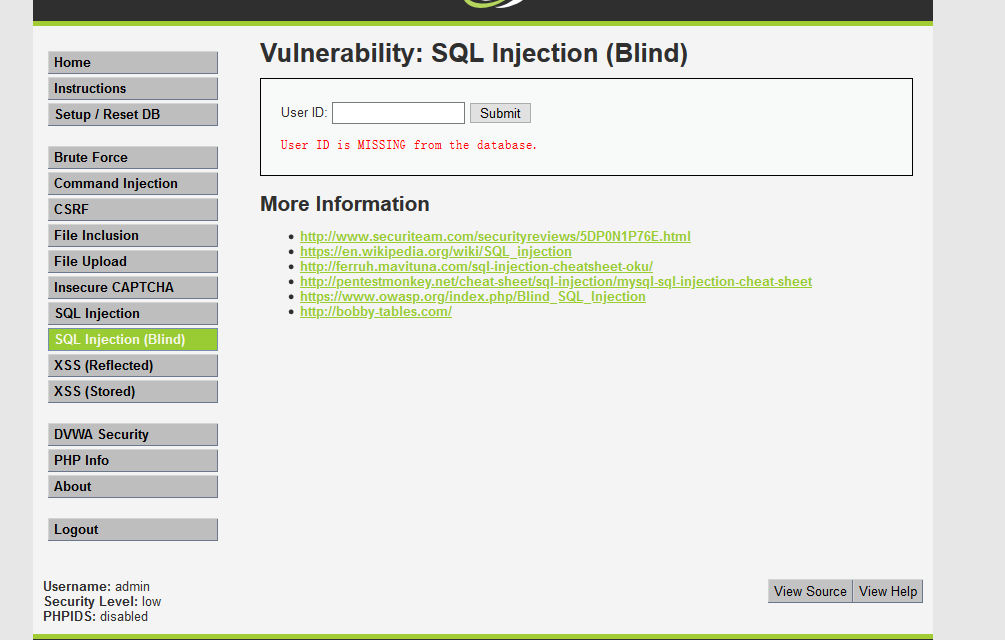 Vulnerability: SQL Injection (Blind)
Home
Instructions
Setup / Reset DB
Brute Force
Command Injection
CSRF
File Inclusion
File Upload
Insecure CAPTCHA
SQL Injection
SQL Injection (Blind)
XSS (Reflected)
XSS (Stored)
DVWA Security
PHP Info
About
Logout
User ID:
Submit
User ID is MISSING from the database.
More Information
http://www.securiteam.com/securityreviews/5DP0N1P76E.html
https://en.wikipedia.org/wiki/SQL_injection
http://ferruh.mavituna.com/sql-injection-cheatsheet-oku/
http://pentestmonkey.net/cheat-sheet/sql-injection/mysql-sql-injection-cheat-sheet
https://www.owasp.org/index.php/Blind_SQL_Injection
http://bobby-tables.com/
Username: admin
Security Level: low
PHPIDS: disabled
View Source
View Help